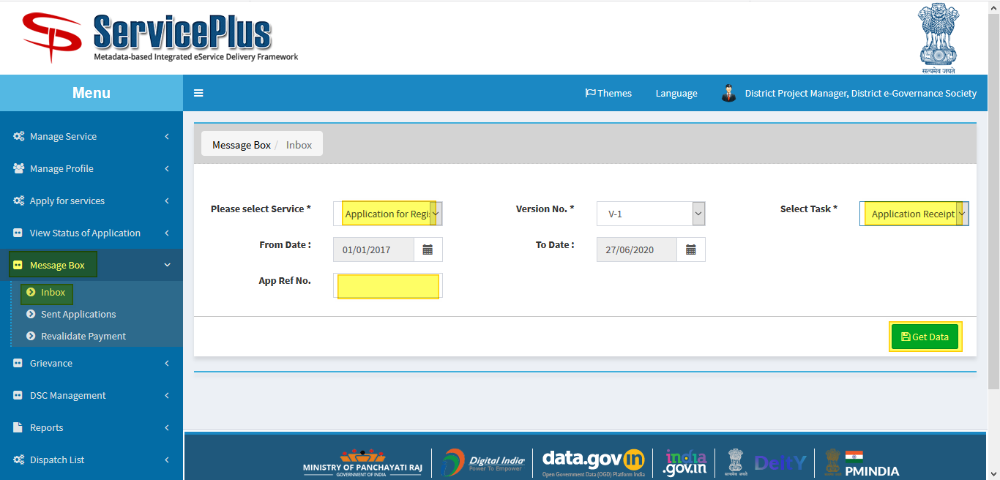 ServicePlus
Metadata-based Integrated eService Delivery Framework
सत्यमेव जयते
Menu
Themes
Language
District Project Manager, District e-Governance Society
Manage Service
Manage Profile
Apply for services
View Status of Application
Message Box
Inbox
Sent Applications
Revalidate Payment
Grievance
DSC Management
Reports
Dispatch List
Message Box / Inbox
Please select Service *
Application for Regi
Version No. *
V-1
Select Task *
Application Receipt
From Date :
01/01/2017
To Date :
27/06/2020
App Ref No.
Get Data
MINISTRY OF PANCHAYATI RAJ
GOVERNMENT OF INDIA
Digital India
Power To Empower
data.gov in
Open Government Data (OGD) Platform India
india
.gov.in
सत्यमेव जयते
DeitY
PMINDIA